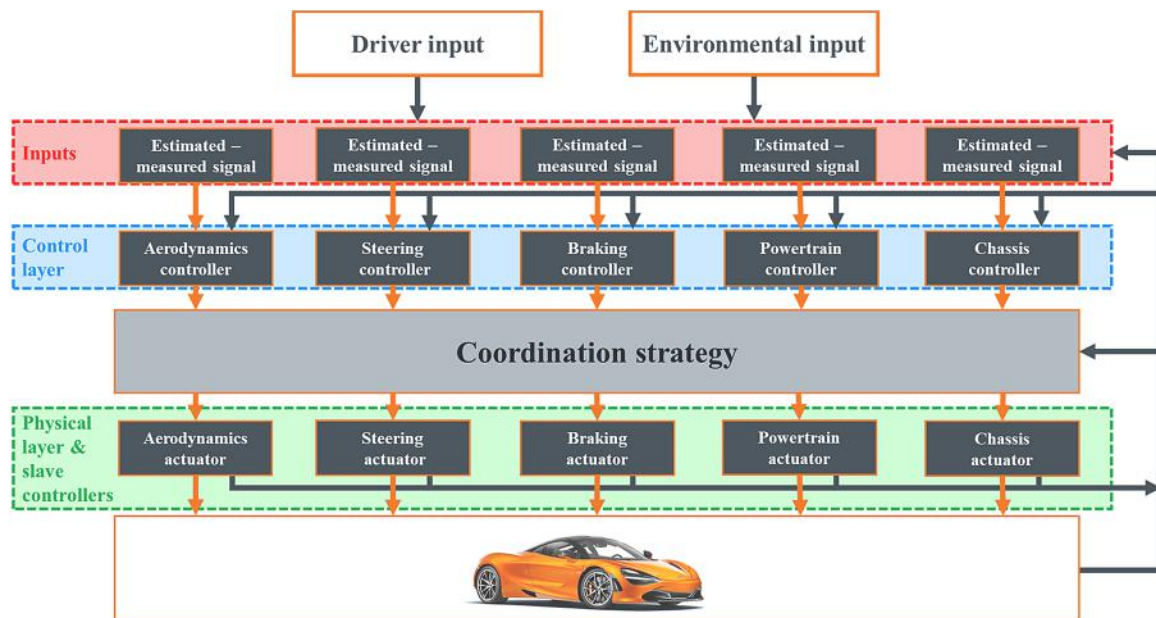 Driver input
Environmental input
Inputs
Estimated –
measured signal
Estimated –
measured signal
Estimated –
measured signal
Estimated –
measured signal
Estimated –
measured signal
Control
layer
Aerodynamics
controller
Steering
controller
Braking
controller
Powertrain
controller
Chassis
controller
Coordination strategy
Physical
layer &
slave
controllers
Aerodynamics
actuator
Steering
actuator
Braking
actuator
Powertrain
actuator
Chassis
actuator